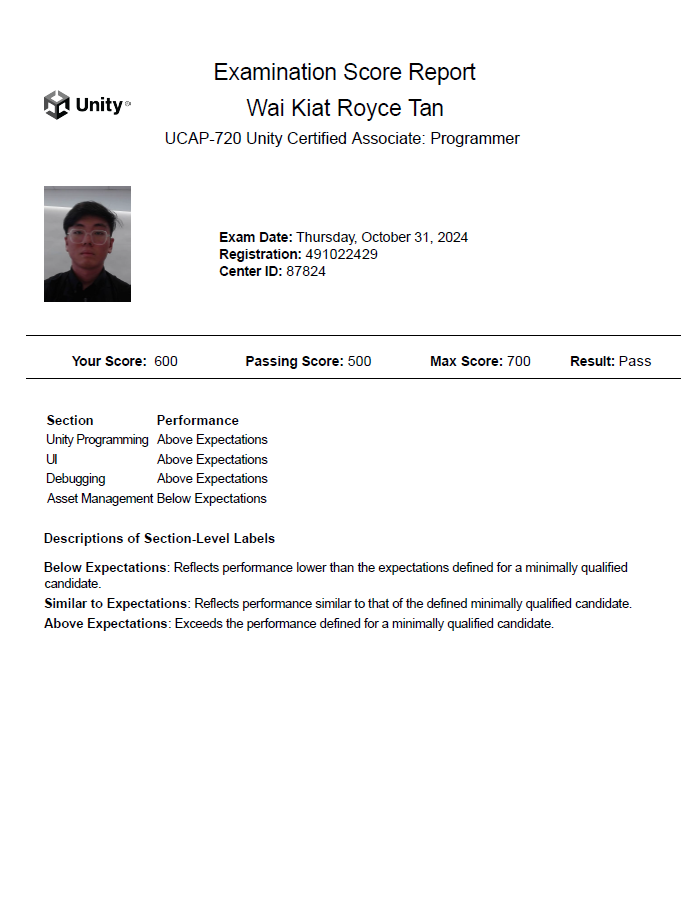 Examination Score Report
Wai Kiat Royce Tan
Unity
UCAP-720 Unity Certified Associate: Programmer
Exam Date: Thursday, October 31, 2024
Registration: 491022429
Center ID: 87824
Your Score: 600 Passing Score: 500 Max Score: 700 Result: Pass
Section Performance
Unity Programming Above Expectations
UI Above Expectations
Debugging Above Expectations
Asset Management Below Expectations
Descriptions of Section-Level Labels
Below Expectations: Reflects performance lower than the expectations defined for a minimally qualified
candidate.
Similar to Expectations: Reflects performance similar to that of the defined minimally qualified candidate.
Above Expectations: Exceeds the performance defined for a minimally qualified candidate.